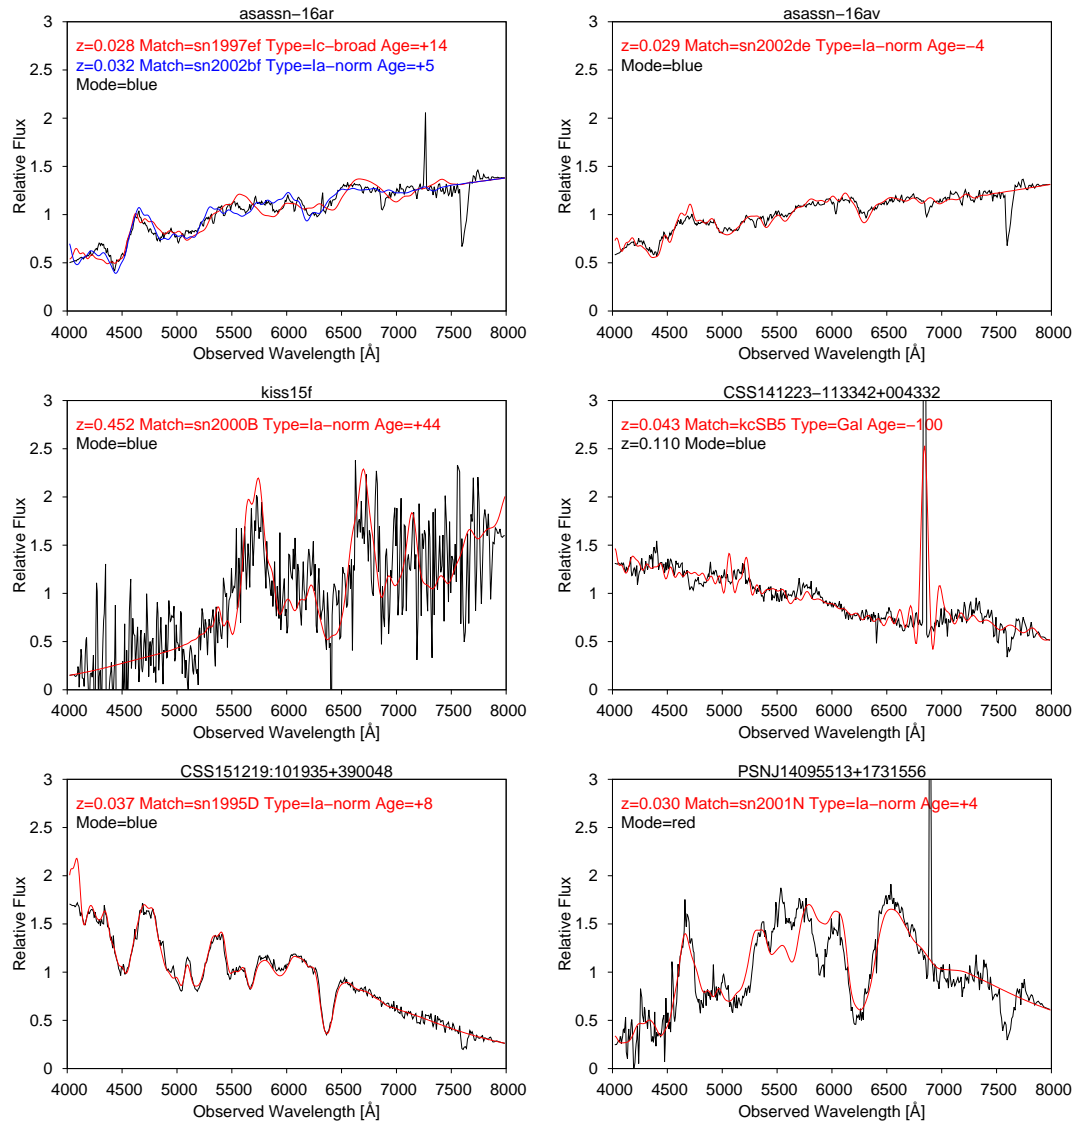 asassn−16ar
z=0.028 Match=sn1997ef Type=Ic−broad Age=+14
z=0.032 Match=sn2002bf Type=Ia−norm Age=+5
Mode=blue
Relative Flux
3
2.5
2
1.5
1
0.5
0
4000 4500 5000 5500 6000 6500 7000 7500 8000
Observed Wavelength [Å]
asassn−16av
z=0.029 Match=sn2002de Type=Ia−norm Age=−4
Mode=blue
Relative Flux
3
2.5
2
1.5
1
0.5
0
4000 4500 5000 5500 6000 6500 7000 7500 8000
Observed Wavelength [Å]
kiss15f
z=0.452 Match=sn2000B Type=Ia−norm Age=+44
Mode=blue
Relative Flux
3
2.5
2
1.5
1
0.5
0
4000 4500 5000 5500 6000 6500 7000 7500 8000
Observed Wavelength [Å]
CSS141223−113342+004332
z=0.043 Match=kcSB5 Type=Gal Age=−100
z=0.110 Mode=blue
Relative Flux
3
2.5
2
1.5
1
0.5
0
4000 4500 5000 5500 6000 6500 7000 7500 8000
Observed Wavelength [Å]
CSS151219:101935+390048
z=0.037 Match=sn1995D Type=Ia−norm Age=+8
Mode=blue
Relative Flux
3
2.5
2
1.5
1
0.5
0
4000 4500 5000 5500 6000 6500 7000 7500 8000
Observed Wavelength [Å]
PSNJ14095513+1731556
z=0.030 Match=sn2001N Type=Ia−norm Age=+4
Mode=red
Relative Flux
3
2.5
2
1.5
1
0.5
0
4000 4500 5000 5500 6000 6500 7000 7500 8000
Observed Wavelength [Å]